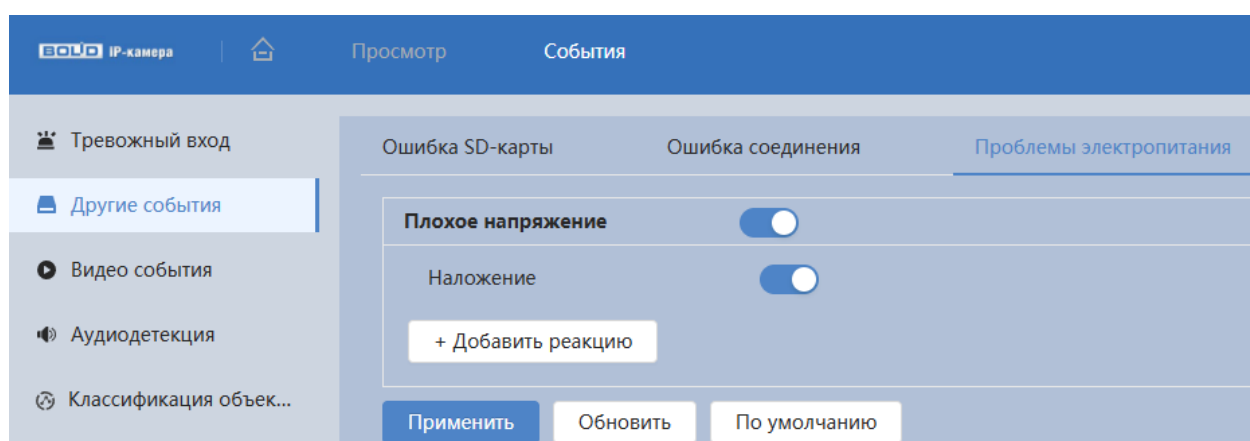 BOLID IP-камера Просмотр События
Тревожный вход
Другие события
Видео события
Аудиодетекция
Классификация объек...
Ошибка SD-карты Ошибка соединения Проблемы электропитания
Плохое напряжение
Наложение
+ Добавить реакцию
Применить Обновить По умолчанию